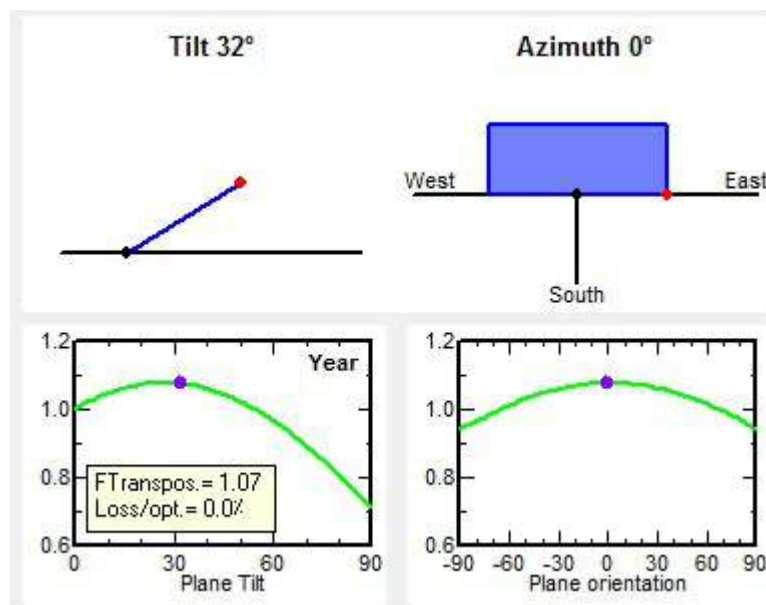 Tilt 32° Azimuth 0°
West East
South
1.2 Year 1.2
1.0 1.0
0.8 0.8
FTranspos.= 1.07
Loss/opt.= 0.0%
0.6 0.6
0 30 60 90 -90 -60 -30 0 30 60 90
Plane Tilt Plane orientation